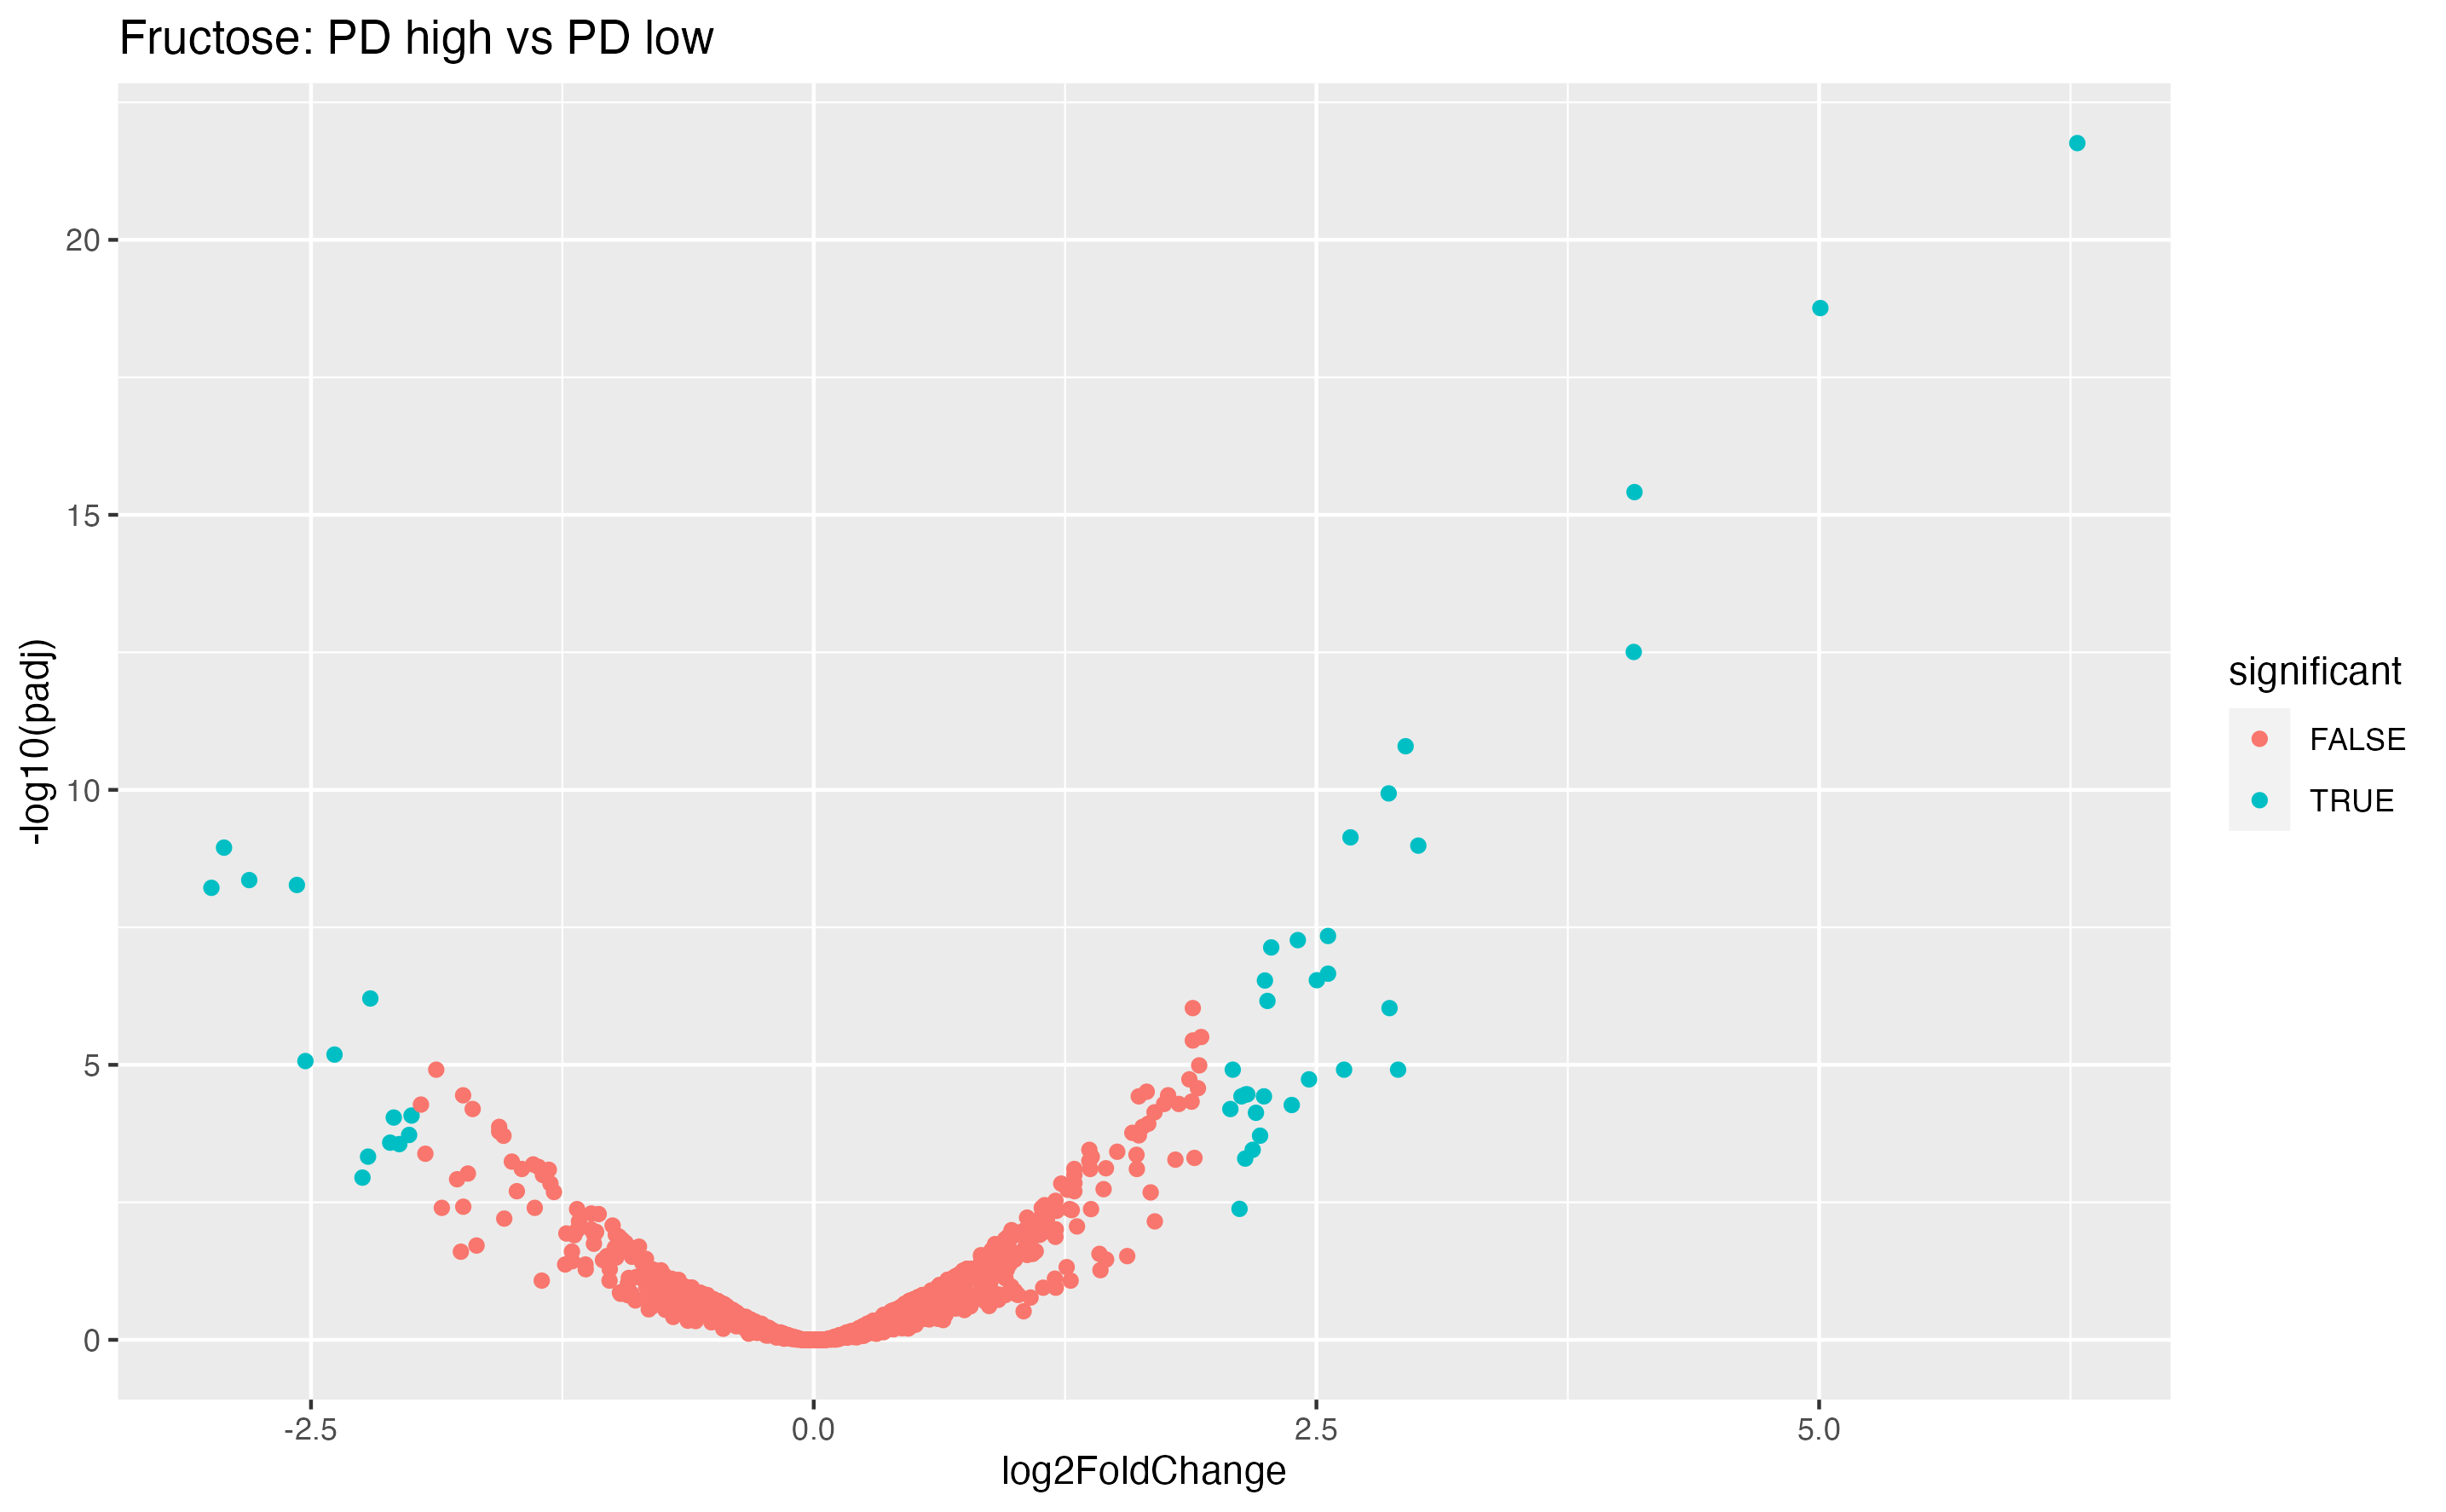 Fructose: PD high vs PD low
20
15
10
5
0
-log10(padj)
-2.5 0.0 2.5 5.0
log2FoldChange
significant
FALSE
TRUE